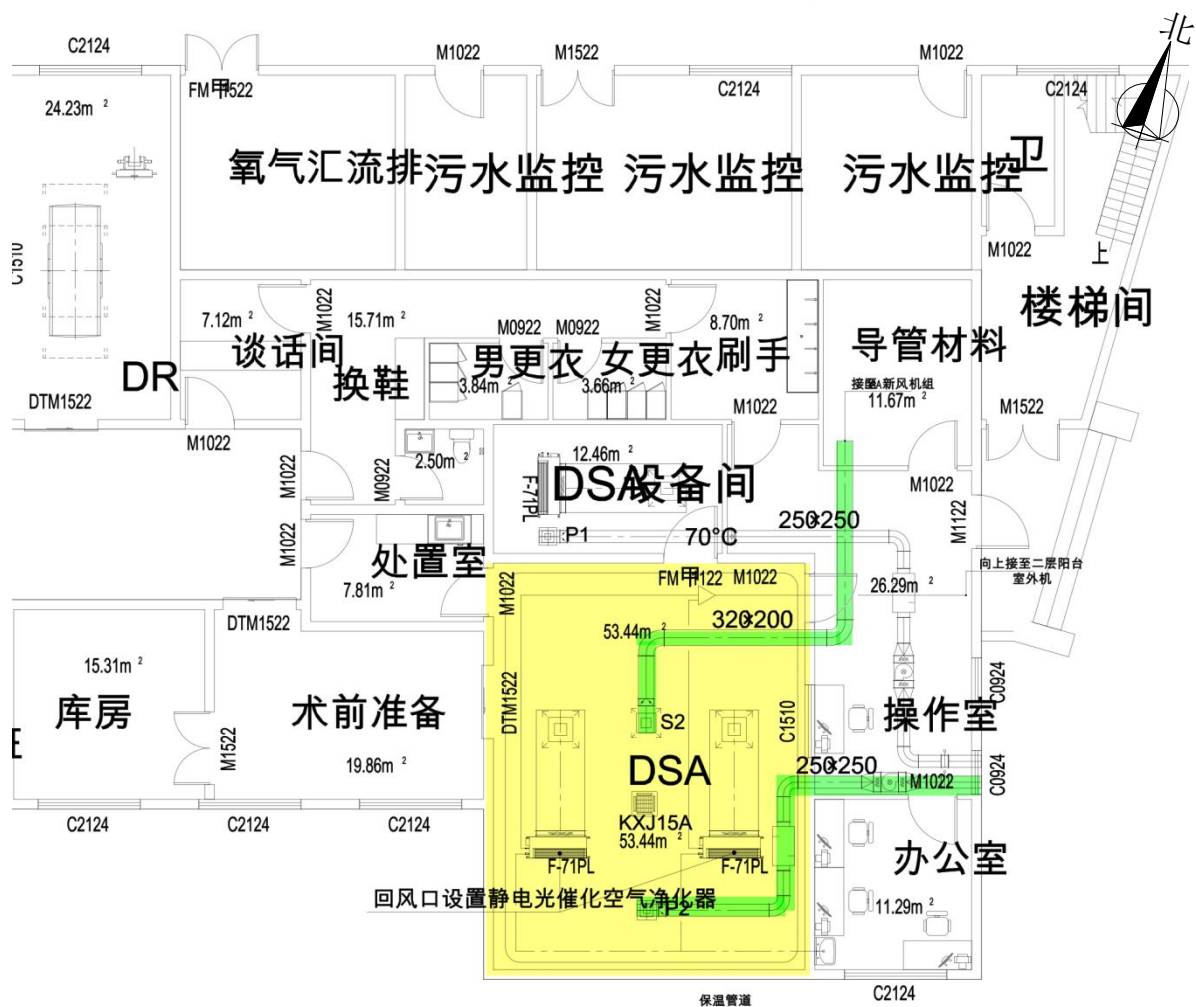 北
C2124
M1022
M1522
M1022
FM甲1522
C2124
C2124
24.23m²
氧气汇流排
污水监控
污水监控
污水监控
卫
C1510
M1022
上
7.12m²
M1022
15.71m²
M0922
M0922
M1022
8.70m²
楼梯间
谈话间
男更衣
女更衣
刷手
导管材料
DR
换鞋
3.84m²
3.66m²
11.67m²
DTM1522
M1022
M1022
M1522
M1022
M0922
2.50m²
12.46m²
DSA设备间
F-71PL
M1022
M1122
P1
70°C
250×250
M1022
处置室
向上接至二层阳台
室外机
7.81m²
M1022
FM甲1122
M1022
26.29m²
DTM1522
53.44m²
320×200
15.31m²
库房
术前准备
DTM1522
S2
C1510
操作室
C0924
M1522
19.86m²
DSA
250×250
M1022
C0924
KXJ15A
53.44m²
C2124
C2124
C2124
F-71PL
F-71PL
办公室
回风口设置静电光催化空气净化器
P2
11.29m²
保温管道
C2124